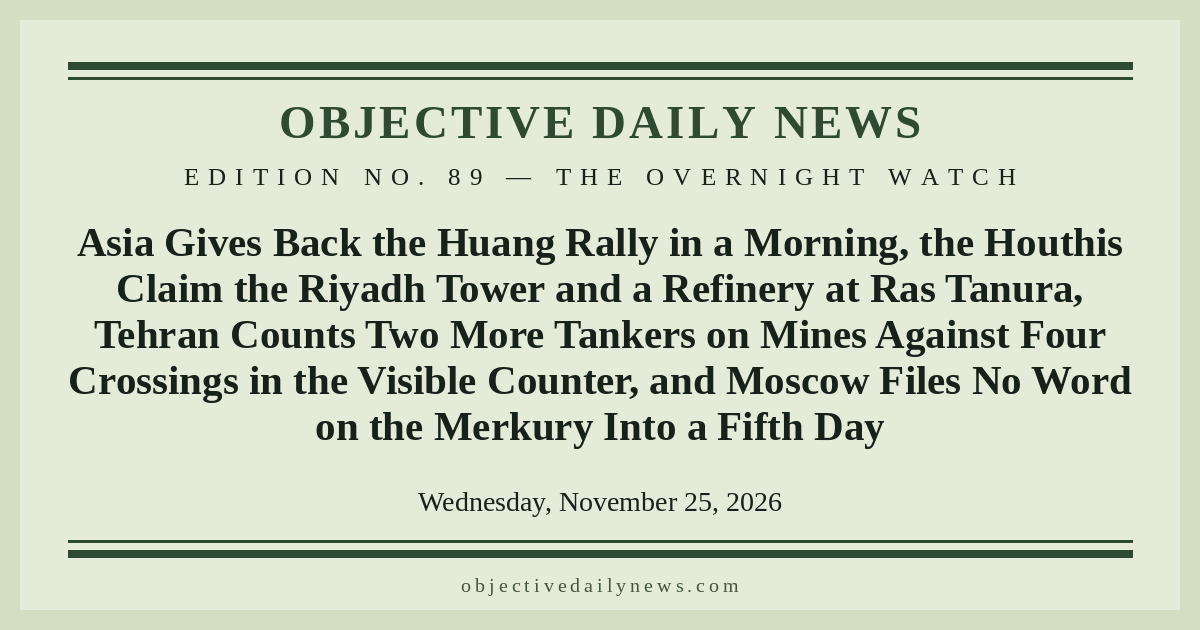 OBJECTIVE DAILY NEWS
EDITION NO. 89 — THE OVERNIGHT WATCH
Asia Gives Back the Huang Rally in a Morning, the Houthis
Claim the Riyadh Tower and a Refinery at Ras Tanura,
Tehran Counts Two More Tankers on Mines Against Four
Crossings in the Visible Counter, and Moscow Files No Word
on the Merkury Into a Fifth Day
Wednesday, November 25, 2026
objectivedailynews.com